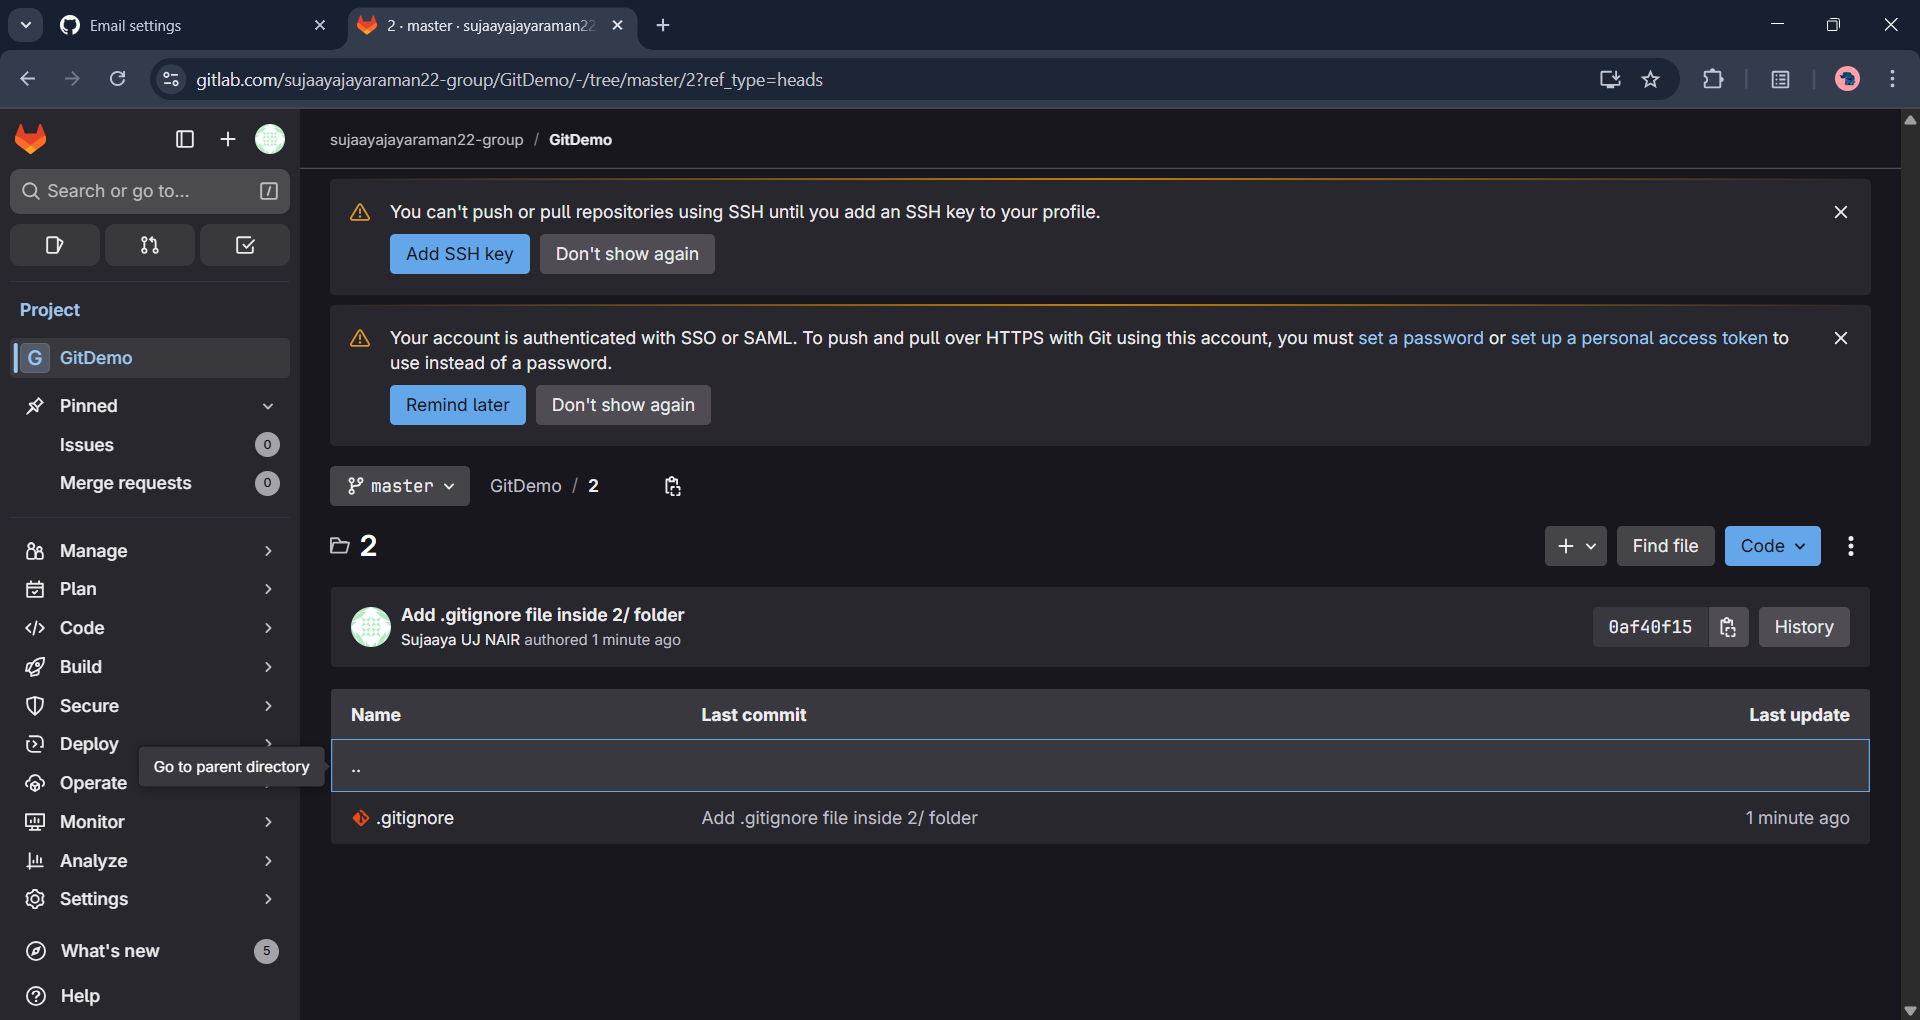 Email settings
2 · master · sujaayajayaraman22
gitlab.com/sujaayajayaraman22-group/GitDemo/-/tree/master/2?ref_type=heads
sujaayajayaraman22-group / GitDemo
Search or go to...
/
Project
G GitDemo
Pinned
Issues 0
Merge requests 0
Manage
Plan
Code
Build
Secure
Deploy
Operate
Monitor
Analyze
Settings
What's new 5
Help
Go to parent directory
You can't push or pull repositories using SSH until you add an SSH key to your profile.
Add SSH key
Don't show again
Your account is authenticated with SSO or SAML. To push and pull over HTTPS with Git using this account, you must set a password or set up a personal access token to
use instead of a password.
Remind later
Don't show again
master
GitDemo / 2
2
Find file
Code
Add .gitignore file inside 2/ folder
Sujaaya UJ NAIR authored 1 minute ago
0af40f15
History
Name Last commit Last update
..
.gitignore Add .gitignore file inside 2/ folder 1 minute ago